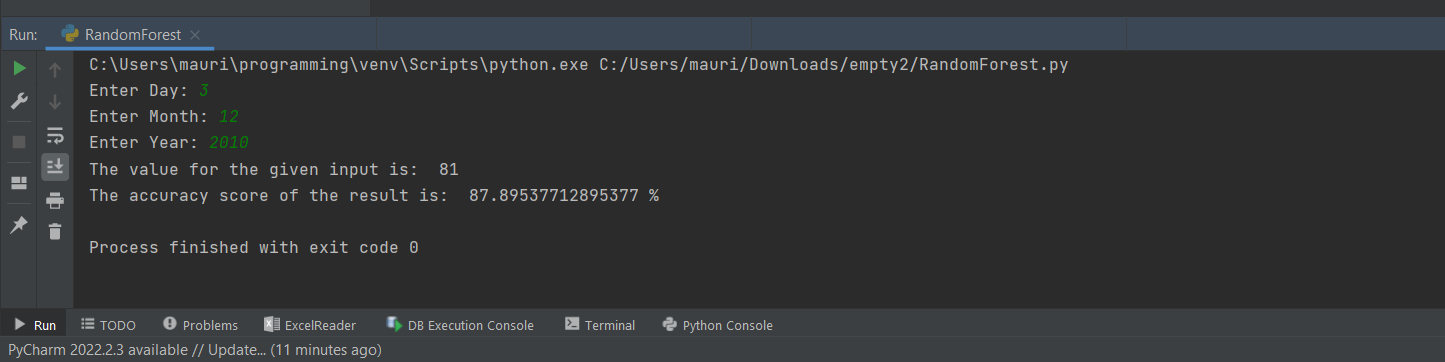 Run: RandomForest
C:\Users\mauri\programming\venv\Scripts\python.exe C:/Users/mauri/Downloads/empty2/RandomForest.py
Enter Day: 3
Enter Month: 12
Enter Year: 2010
The value for the given input is:  81
The accuracy score of the result is:  87.89537712895377 %
Process finished with exit code 0
Run TODO Problems ExcelReader DB Execution Console Terminal Python Console
PyCharm 2022.2.3 available // Update... (11 minutes ago)